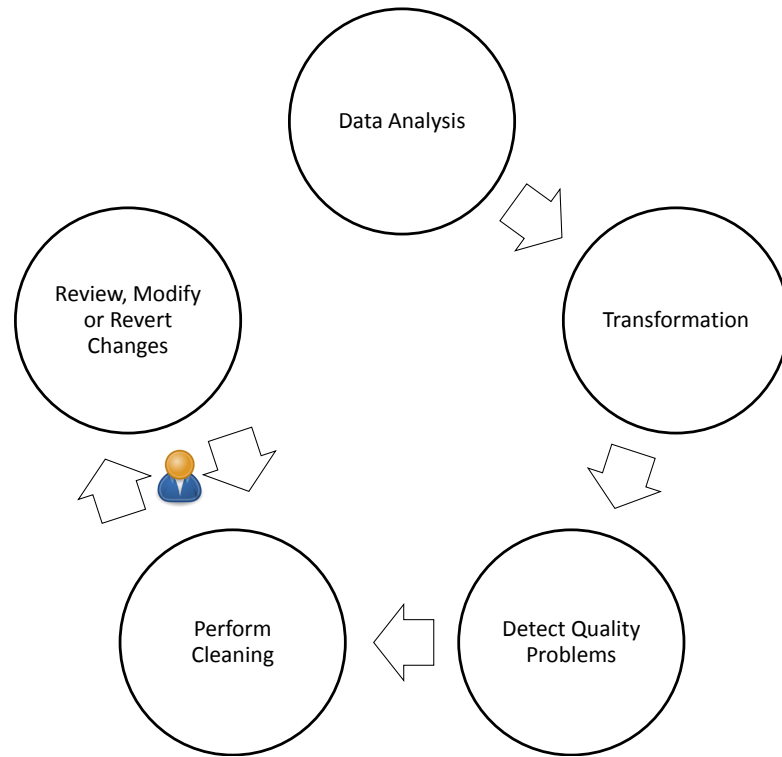 Data Analysis
Transformation
Detect Quality
Problems
Perform
Cleaning
Review, Modify
or Revert
Changes